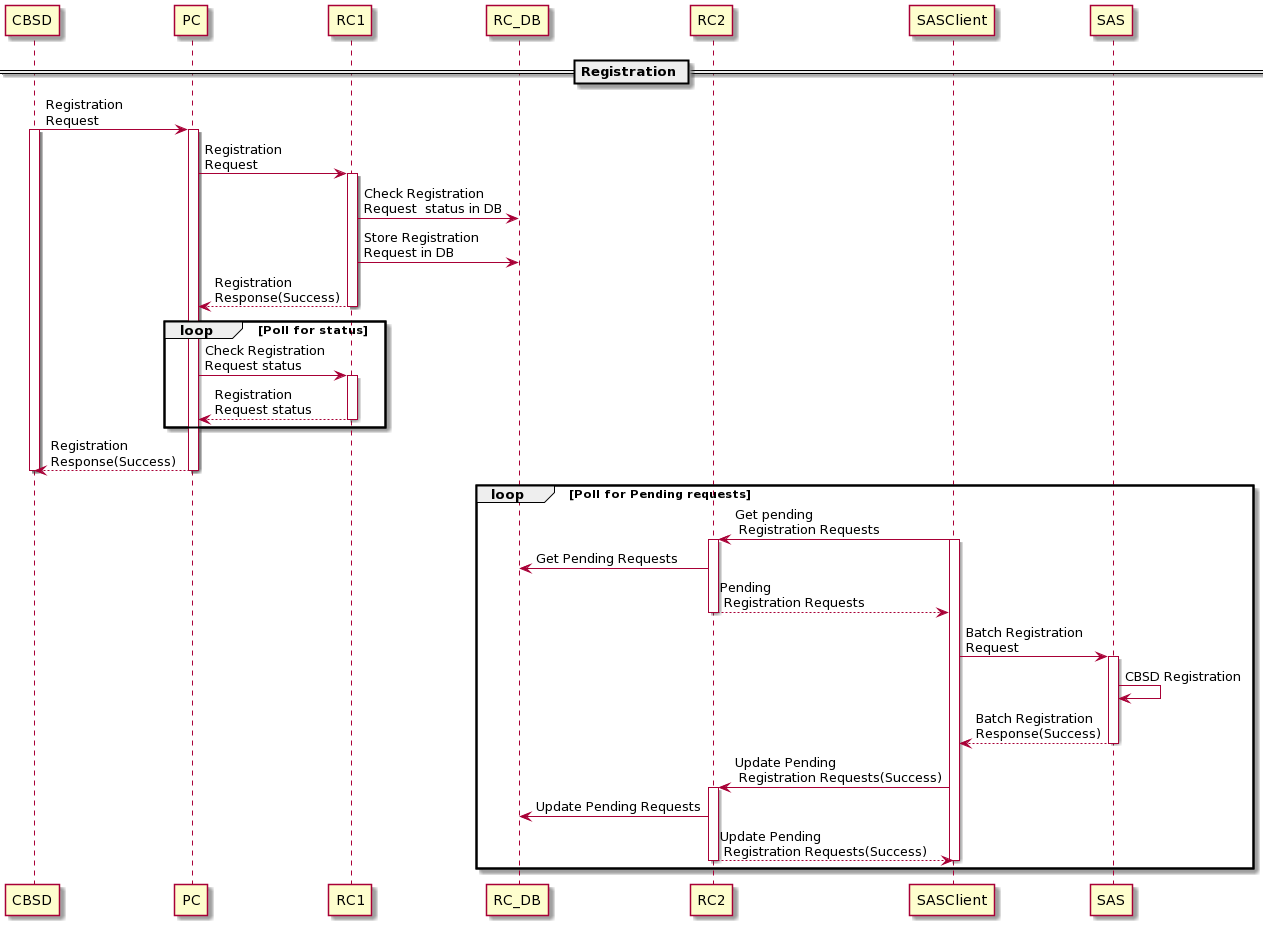 CBSD PC RC1 RC_DB RC2 SASClient SAS
Registration
Registration
Request
Registration
Request
Check Registration
Request  status in DB
Store Registration
Request in DB
Registration
Response(Success)
loop [Poll for status]
Check Registration
Request status
Registration
Request status
Registration
Response(Success)
loop [Poll for Pending requests]
Get pending
Registration Requests
Get Pending Requests
Pending
Registration Requests
Batch Registration
Request
CBSD Registration
Batch Registration
Response(Success)
Update Pending
Registration Requests(Success)
Update Pending Requests
Update Pending
Registration Requests(Success)
CBSD PC RC1 RC_DB RC2 SASClient SAS